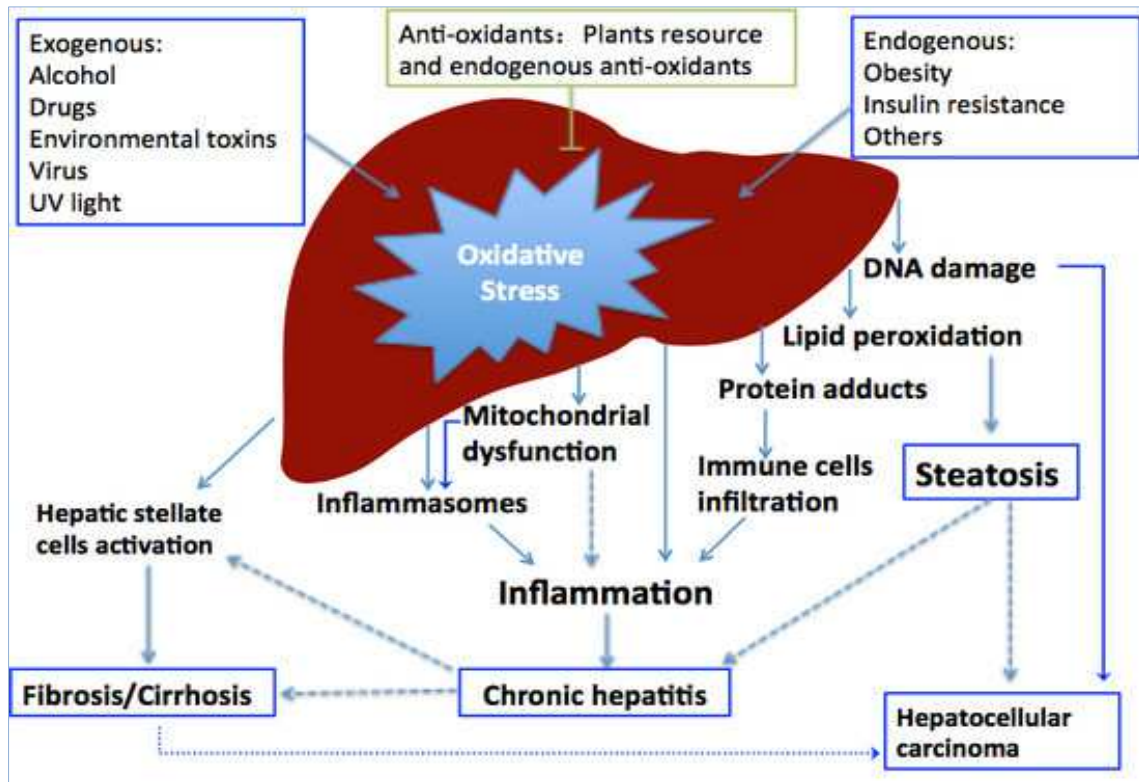 Exogenous:
Alcohol
Drugs
Environmental toxins
Virus
UV light
Anti-oxidants: Plants resource
and endogenous anti-oxidants
Endogenous:
Obesity
Insulin resistance
Others
Oxidative
Stress
DNA damage
Lipid peroxidation
Protein adducts
Mitochondrial
dysfunction
Immune cells
infiltration
Steatosis
Inflammasomes
Hepatic stellate
cells activation
Inflammation
Fibrosis/Cirrhosis
Chronic hepatitis
Hepatocellular
carcinoma